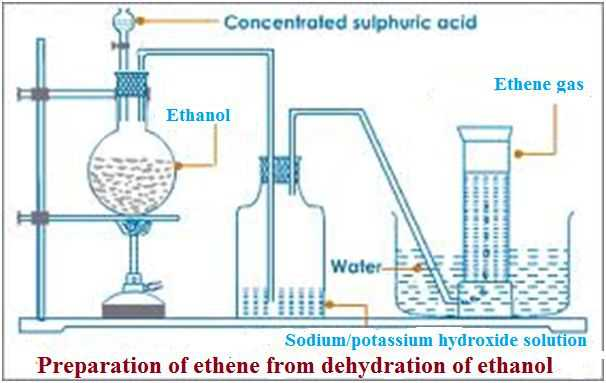 Concentrated sulphuric acid
Ethene gas
Ethanol
Water
Sodium/potassium hydroxide solution
Preparation of ethene from dehydration of ethanol